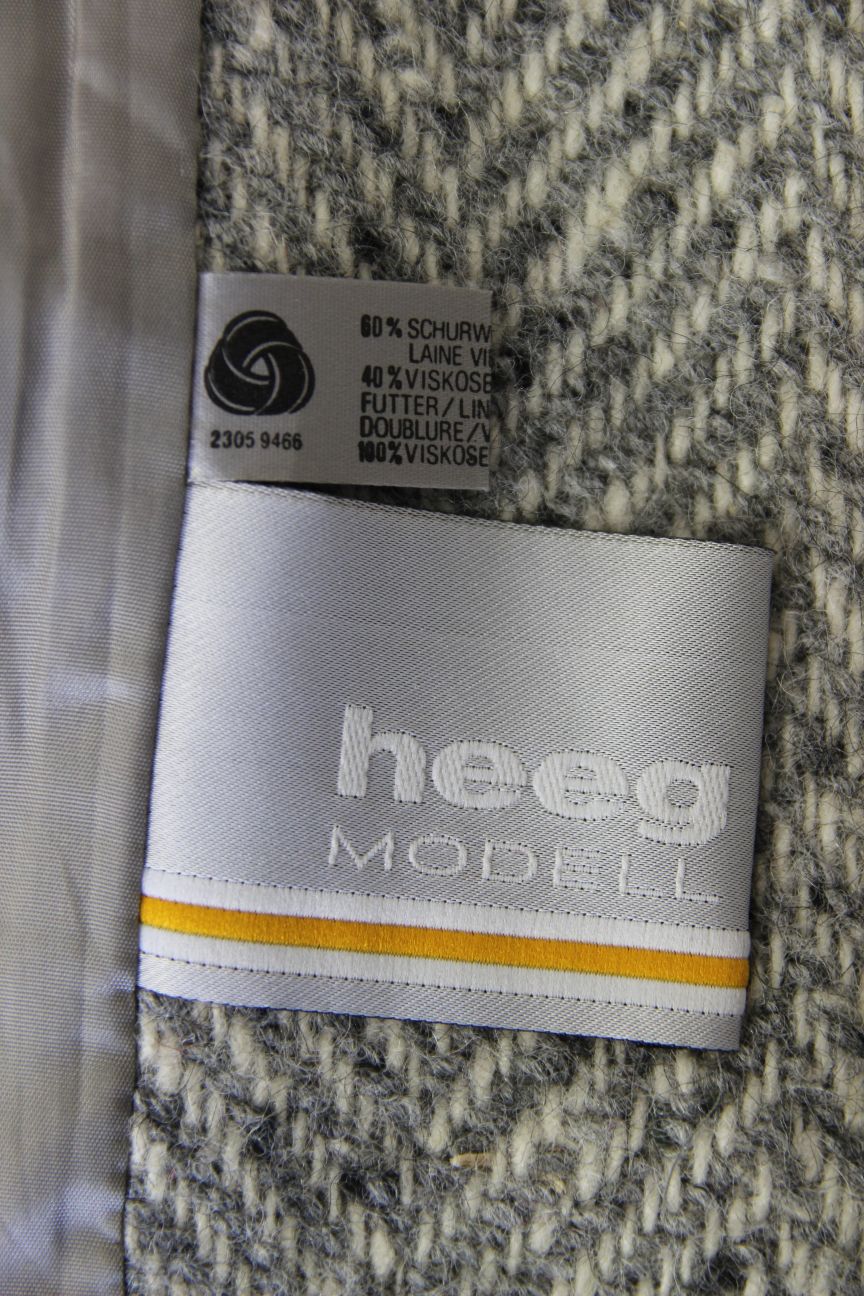 60% SCHURW
LAINE VI
40% VISKOSE
FUTTER/LIN
DOUBLURE/V
100% VISKOSE
2305 9466
heeg
MODELL